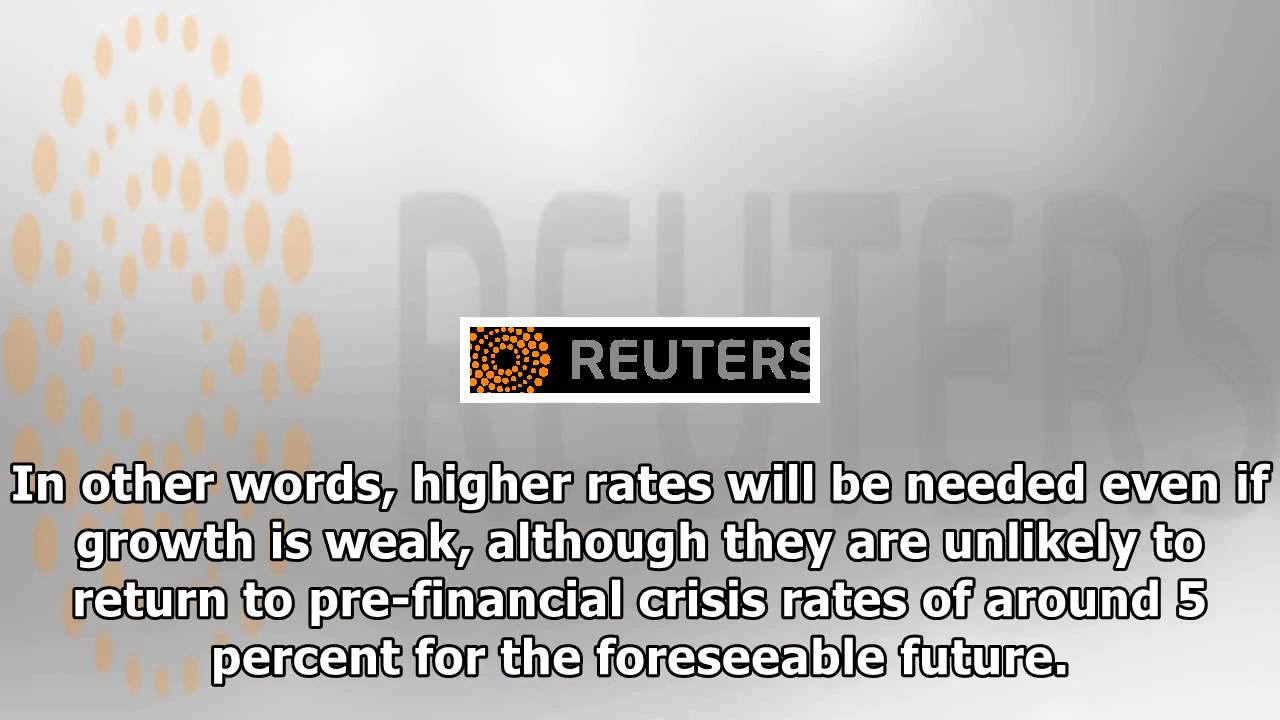 REUTERS
REUTERS
In other words, higher rates will be needed even if
growth is weak, although they are unlikely to
return to pre-financial crisis rates of around 5
percent for the foreseeable future.